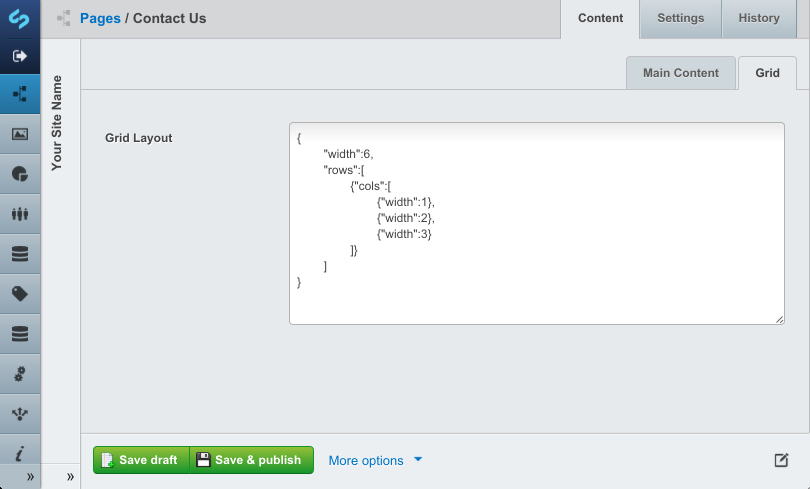 Pages / Contact Us
Content
Settings
History
Your Site Name
Main Content
Grid
Grid Layout
{
"width":6,
"rows":[
{"cols":[
{"width":1},
{"width":2},
{"width":3}
]}
]
}
Save draft
Save & publish
More options
»
»